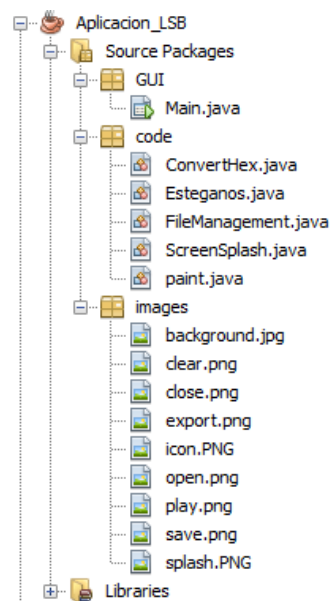 Aplicacion_LSB
Source Packages
GUI
Main.java
code
ConvertHex.java
Esteganos.java
FileManagement.java
ScreenSplash.java
paint.java
images
background.jpg
clear.png
close.png
export.png
icon.PNG
open.png
play.png
save.png
splash.PNG
Libraries